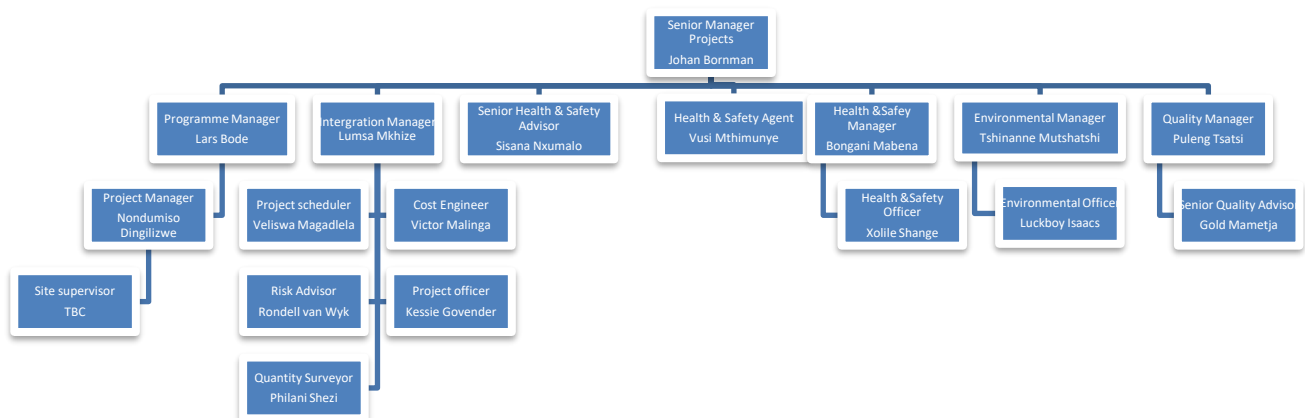 Senior Manager
Projects
Johan Bornman
Programme Manager
Lars Bode
Intergration Manager
Lumsa Mkhize
Senior Health & Safety
Advisor
Sisana Nxumalo
Health & Safety Agent
Vusi Mthimunye
Health &Safey
Manager
Bongani Mabena
Environmental Manager
Tshinanne Mutshatshi
Quality Manager
Puleng Tsatsi
Project Manager
Nondumiso
Dingilizwe
Project scheduler
Veliswa Magadlela
Cost Engineer
Victor Malinga
Health &Safety
Officer
Xolile Shange
Environmental Officer
Luckboy Isaacs
Senior Quality Advisor
Gold Mametja
Site supervisor
TBC
Risk Advisor
Rondell van Wyk
Project officer
Kessie Govender
Quantity Surveyor
Philani Shezi